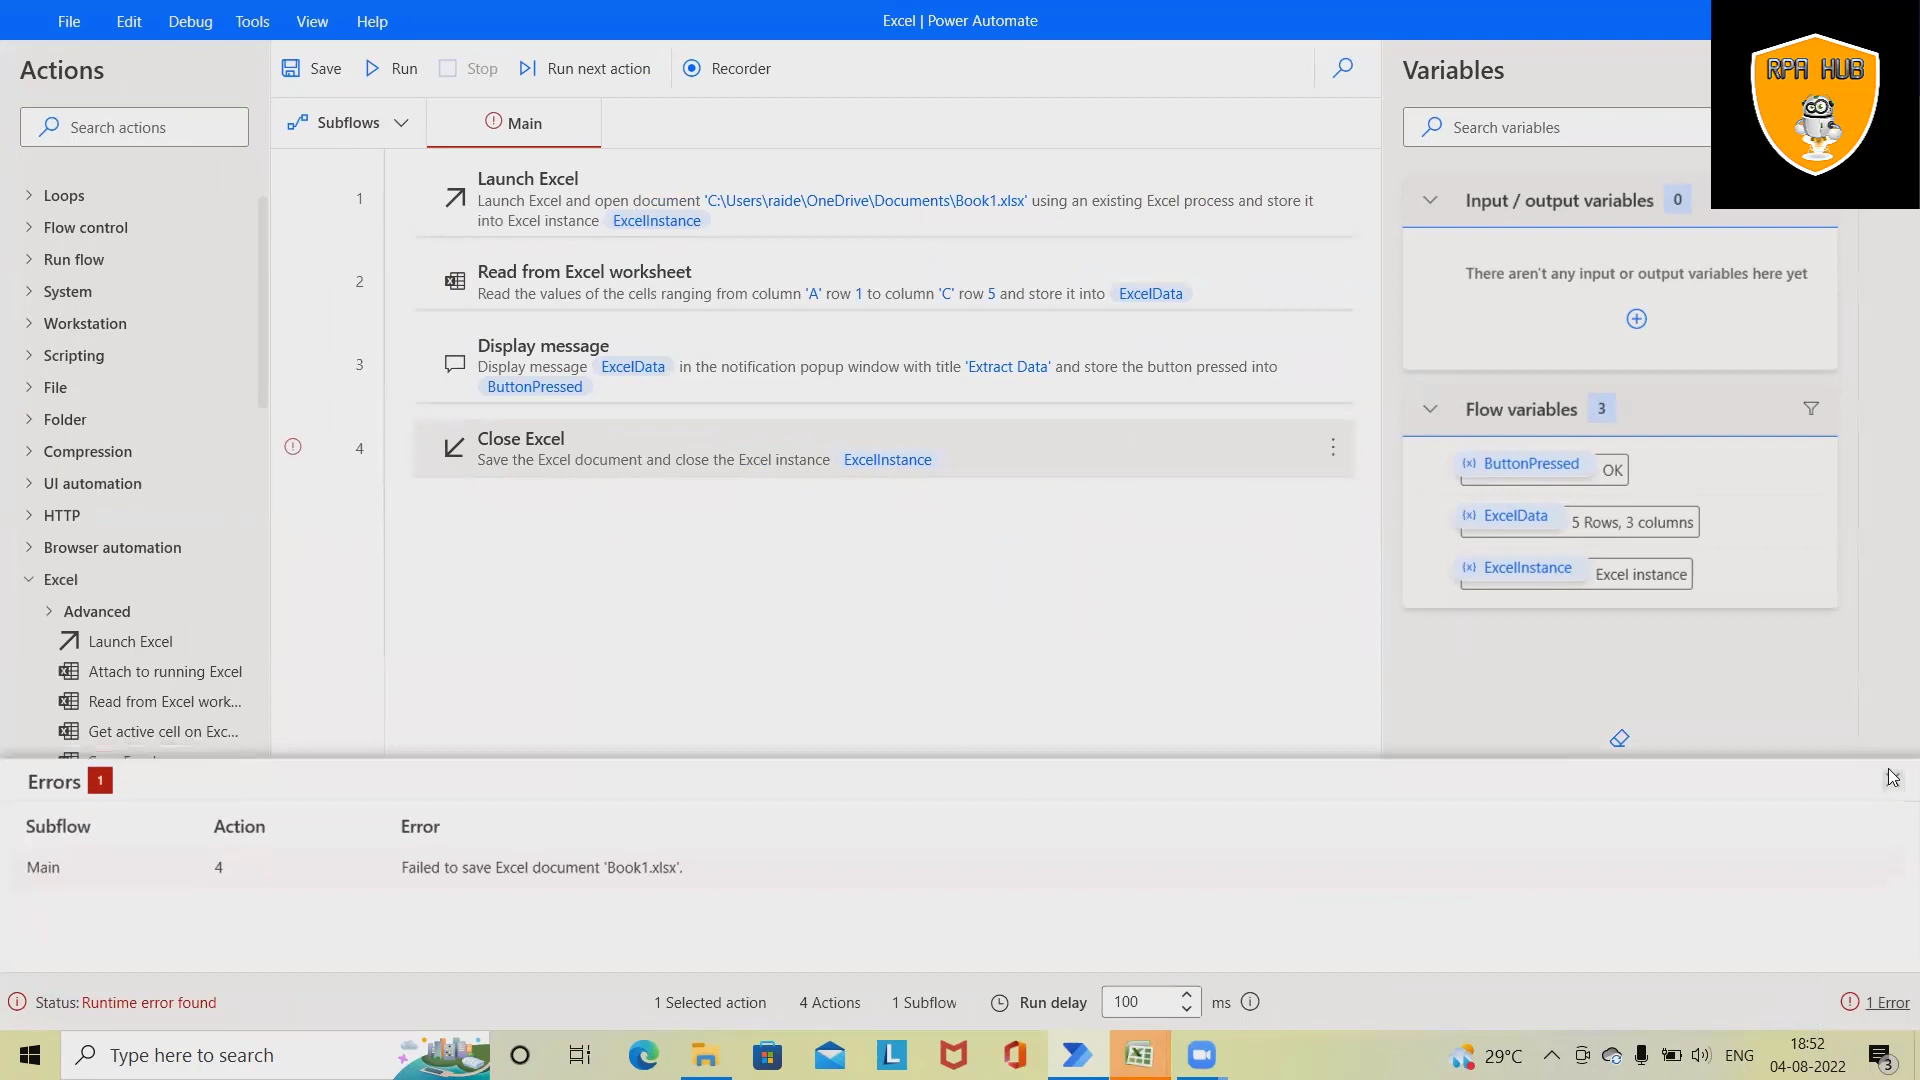 File Edit Debug Tools View Help
Excel | Power Automate
RPA HUB
Actions
Search actions
Loops
Flow control
Run flow
System
Workstation
Scripting
File
Folder
Compression
UI automation
HTTP
Browser automation
Excel
Advanced
Launch Excel
Attach to running Excel
Read from Excel work...
Get active cell on Exc...
Save Run Stop Run next action Recorder
Subflows Main
1
Launch Excel
Launch Excel and open document 'C:\Users\raide\OneDrive\Documents\Book1.xlsx' using an existing Excel process and store it
into Excel instance ExcelInstance
2
Read from Excel worksheet
Read the values of the cells ranging from column 'A' row 1 to column 'C' row 5 and store it into ExcelData
3
Display message
Display message ExcelData in the notification popup window with title 'Extract Data' and store the button pressed into
ButtonPressed
4
Close Excel
Save the Excel document and close the Excel instance ExcelInstance
Variables
Search variables
Input / output variables 0
There aren't any input or output variables here yet
Flow variables 3
(x) ButtonPressed OK
(x) ExcelData 5 Rows, 3 columns
(x) ExcelInstance Excel instance
Errors 1
Subflow Action Error
Main 4 Failed to save Excel document 'Book1.xlsx'.
Status: Runtime error found 1 Selected action 4 Actions 1 Subflow Run delay 100 ms 1 Error
Type here to search
L
29°C
ENG
18:52
04-08-2022
3